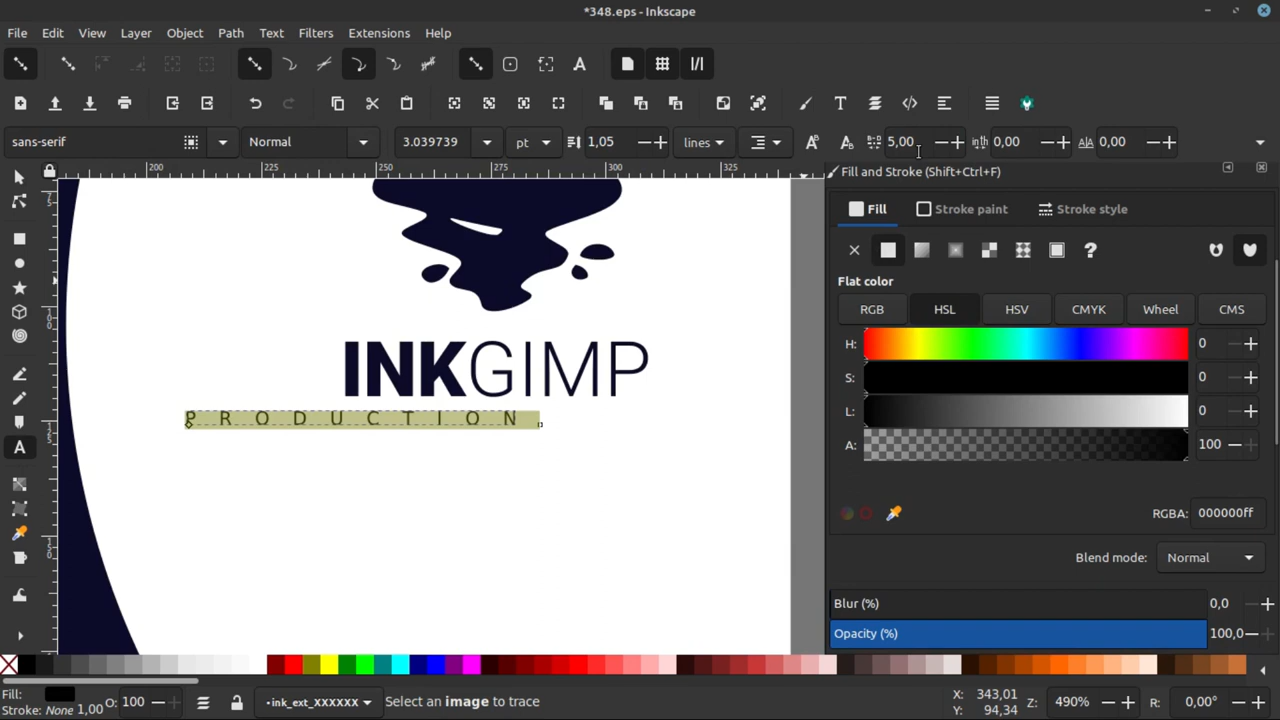 *348.eps - Inkscape
File Edit View Layer Object Path Text Filters Extensions Help
sans-serif Normal 3.039739 pt 1,05 lines 5,00 0,00 0,00
200 225 250 275 300 325
Fill and Stroke (Shift+Ctrl+F)
Fill Stroke paint Stroke style
Flat color
RGB HSL HSV CMYK Wheel CMS
H: 0
S: 0
L: 0
A: 100
INKGIMP
PRODUCTION
RGBA: 000000ff
Blend mode: Normal
Blur (%) 0,0
Opacity (%) 100,0
Fill:
Stroke: None 1,00
O: 100
•ink_ext_XXXXXX
Select an image to trace
X: 343,01
Y: 94,34
Z: 490%
R: 0,00°